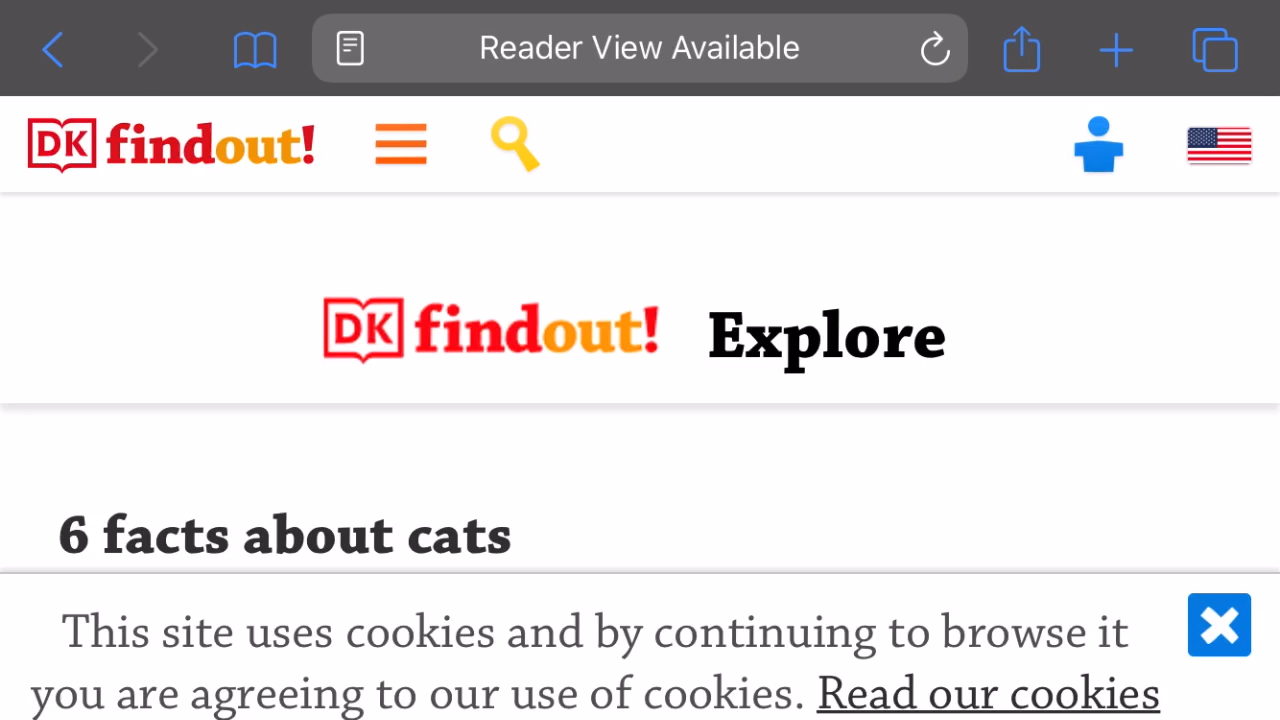 Reader View Available
DK findout!
DK findout! Explore
6 facts about cats
This site uses cookies and by continuing to browse it
you are agreeing to our use of cookies. Read our cookies